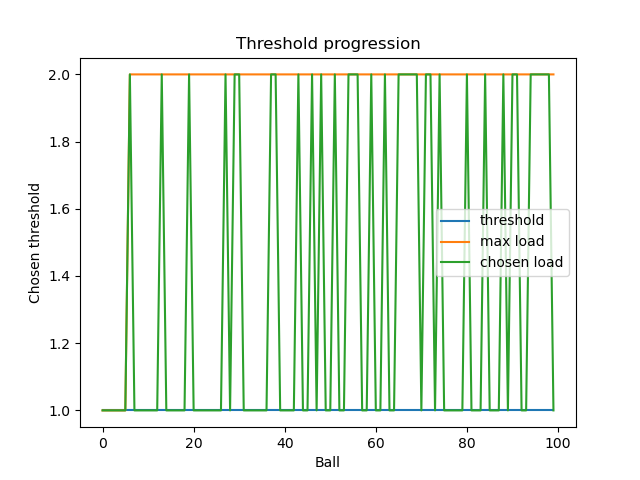 Threshold progression
Chosen threshold
2.0
1.8
1.6
1.4
1.2
1.0
threshold
max load
chosen load
0
20
40
60
80
100
Ball